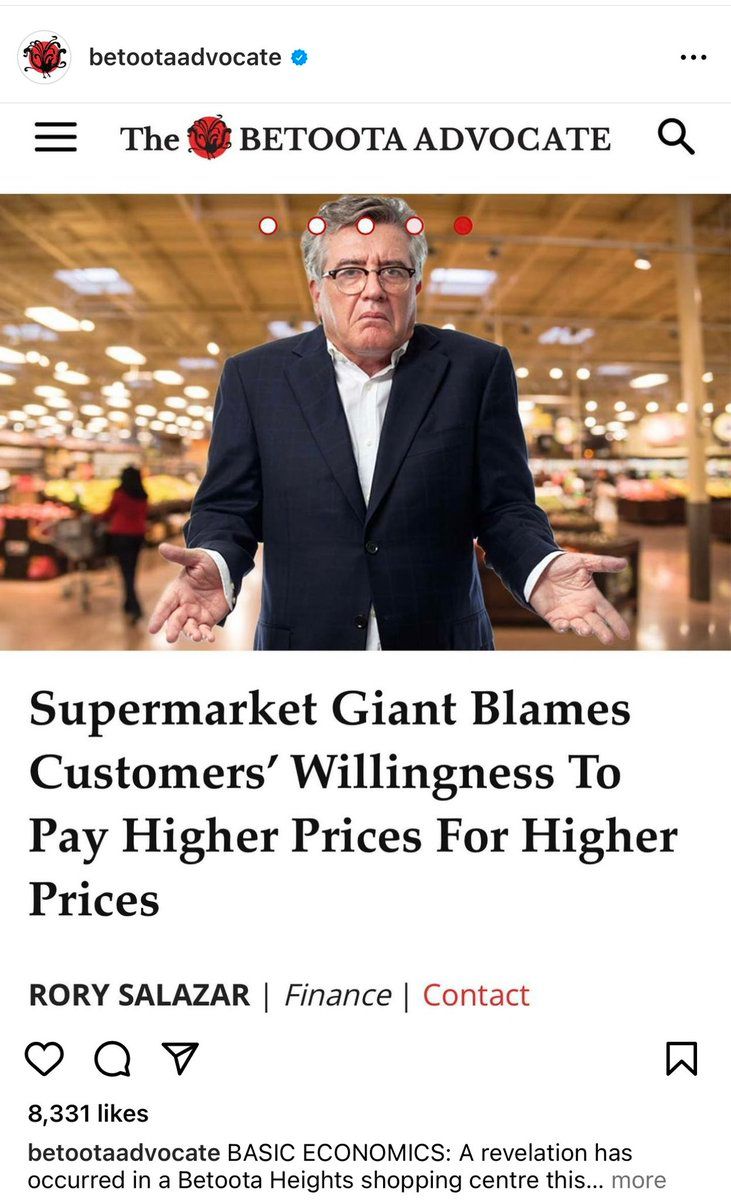 betootaadvocate
The BETOOTA ADVOCATE
Supermarket Giant Blames
Customers’ Willingness To
Pay Higher Prices For Higher
Prices
RORY SALAZAR | Finance | Contact
8,331 likes
betootaadvocate BASIC ECONOMICS: A revelation has
occurred in a Betoota Heights shopping centre this... more